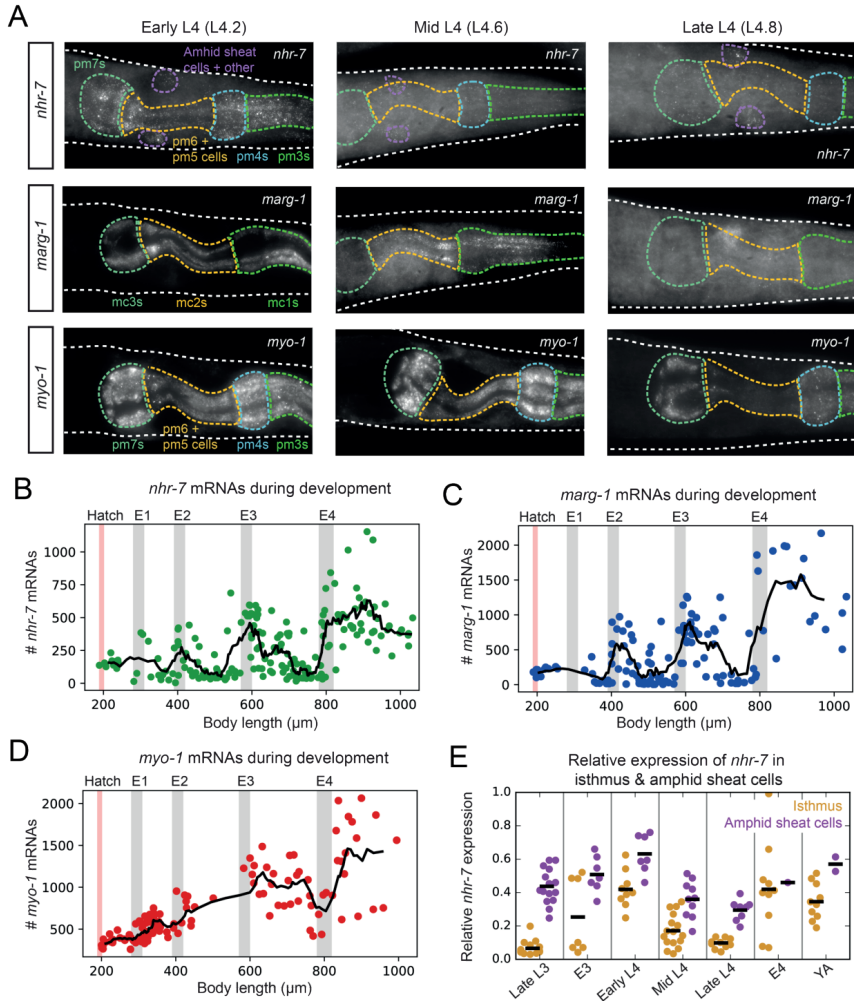 A
Early L4 (L4.2)
Mid L4 (L4.6)
Late L4 (L4.8)
nhr-7
Amhid sheat
cells + other
nhr-7
pm7s
pm6 +
pm5 cells
pm4s
pm3s
nhr-7
nhr-7
marg-1
marg-1
mc3s
mc2s
mc1s
marg-1
marg-1
myo-1
myo-1
pm6 +
pm7s
pm5 cells
pm4s
pm3s
myo-1
myo-1
B
nhr-7 mRNAs during development
Hatch
E1
E2
E3
E4
# nhr-7 mRNAs
1000
750
500
250
0
200
400
600
800
1000
Body length (µm)
C
marg-1 mRNAs during development
Hatch
E1
E2
E3
E4
# marg-1 mRNAs
2000
1500
1000
500
0
200
400
600
800
1000
Body length (µm)
D
myo-1 mRNAs during development
Hatch
E1
E2
E3
E4
# myo-1 mRNAs
2000
1500
1000
500
200
400
600
800
1000
Body length (µm)
E
Relative expression of nhr-7 in
isthmus & amphid sheat cells
Isthmus
Amphid sheat cells
Relative nhr-7 expression
1.0
0.8
0.6
0.4
0.2
0
Late L3
E3
Early L4
Mid L4
Late L4
E4
YA